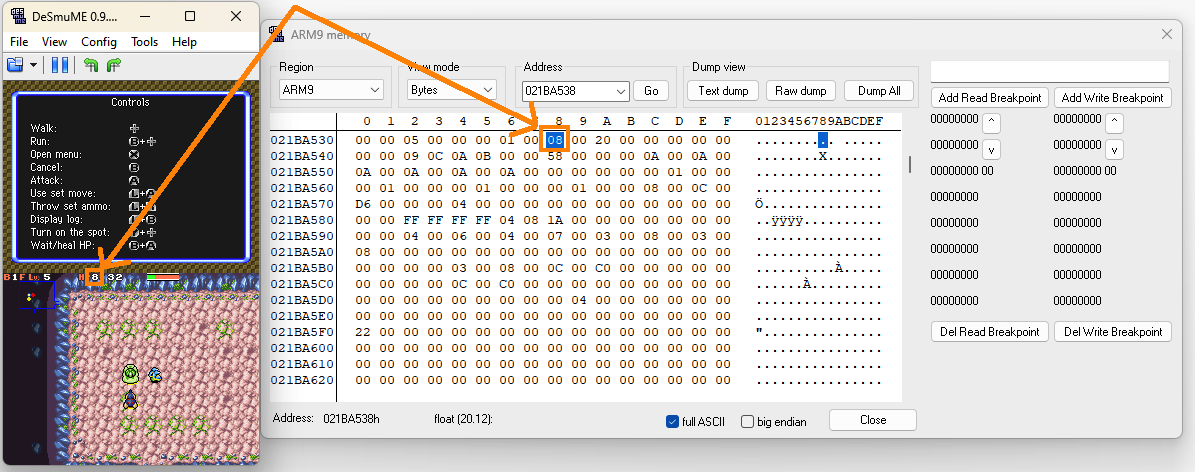 DeSmuME 0.9....
File View Config Tools Help
Controls
Walk:
Run: B+
Open menu:
Cancel: B
Attack: A
Use set move: L+A
Throw set ammo: L+R
Display log: L+B
Turn on the spot: +
Wait/heal HP: B+A
B1F Lv. 5 H 8 32
ARM9 memory
Region
ARM9
View mode
Bytes
Address
021BA538
Go
Dump view
Text dump Raw dump Dump All
0 1 2 3 4 5 6 8 9 A B C D E F 0123456789ABCDEF
021BA530 00 00 05 00 00 00 01 00 08 00 20 00 00 00 00 00 .......... .....
021BA540 00 00 09 0C 0A 0B 00 00 58 00 00 00 0A 00 0A 00 ........X.......
021BA550 0A 00 0A 00 0A 00 0A 00 00 00 00 00 00 01 00 00 ................
021BA560 00 01 00 00 00 01 00 00 00 01 00 00 08 00 0C 00 ................
021BA570 D6 00 00 00 04 00 00 00 00 00 00 00 00 00 00 00 Ö...............
021BA580 00 00 FF FF FF FF 04 08 1A 00 00 00 00 00 00 00 ..ÿÿÿÿ..........
021BA590 00 00 04 00 06 00 04 00 07 00 03 00 08 00 03 00 ................
021BA5A0 08 00 00 00 00 00 00 00 00 00 00 00 00 00 00 00 ................
021BA5B0 00 00 00 00 03 00 08 00 0C 00 C0 00 00 00 00 00 ..........À.....
021BA5C0 00 00 00 00 0C 00 C0 00 00 00 00 00 00 00 00 00 ......À.........
021BA5D0 00 00 00 00 00 00 00 00 00 04 00 00 00 00 00 00 ................
021BA5E0 00 00 00 00 00 00 00 00 00 00 00 00 00 00 00 00 ................
021BA5F0 22 00 00 00 00 00 00 00 00 00 00 00 00 00 00 00 "...............
021BA600 00 00 00 00 00 00 00 00 00 00 00 00 00 00 00 00 ................
021BA610 00 00 00 00 00 00 00 00 00 00 00 00 00 00 00 00 ................
021BA620 00 00 00 00 00 00 00 00 00 00 00 00 00 00 00 00 ................
Address: 021BA538h float (20.12): full ASCII big endian Close
Add Read Breakpoint Add Write Breakpoint
00000000 ^ 00000000 ^
00000000 v 00000000 v
00000000 00 00000000 00
00000000 00000000
00000000 00000000
00000000 00000000
00000000 00000000
00000000 00000000
Del Read Breakpoint Del Write Breakpoint